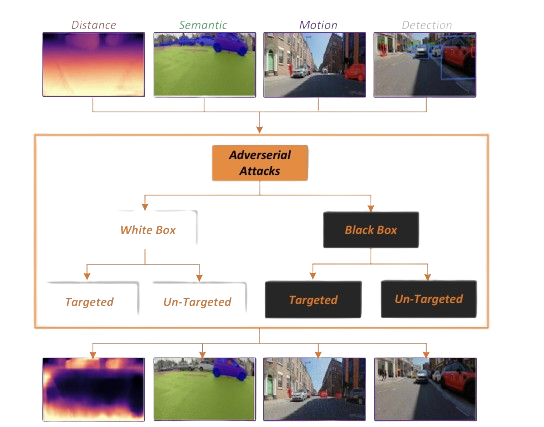 Distance Semantic Motion Detection
Adverserial
Attacks
White Box Black Box
Targeted Un-Targeted Targeted Un-Targeted